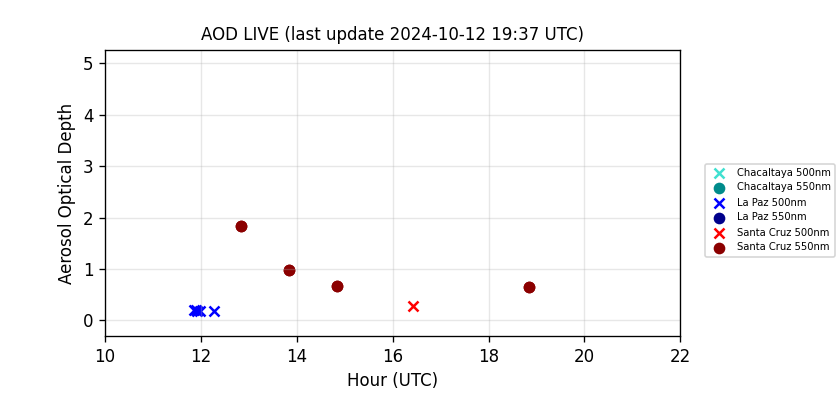 AOD LIVE (last update 2024-10-12 19:37 UTC)
5
4
3
2
1
0
Aerosol Optical Depth
10 12 14 16 18 20 22
Hour (UTC)
Chacaltaya 500nm
Chacaltaya 550nm
La Paz 500nm
La Paz 550nm
Santa Cruz 500nm
Santa Cruz 550nm